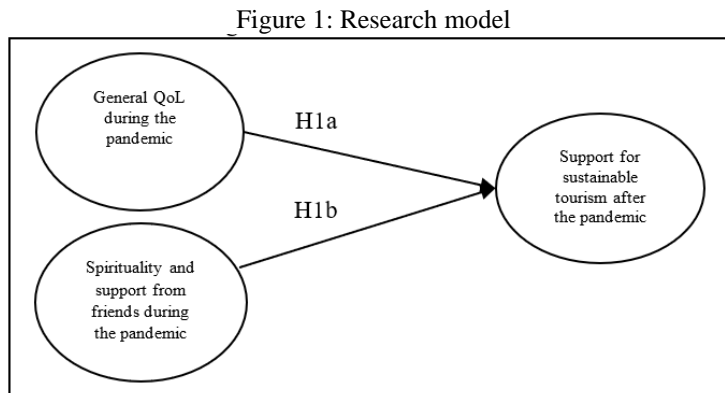 Figure 1: Research model
General QoL
during the
pandemic
H1a
Support for
sustainable
tourism after
the pandemic
H1b
Spirituality and
support from
friends during
the pandemic